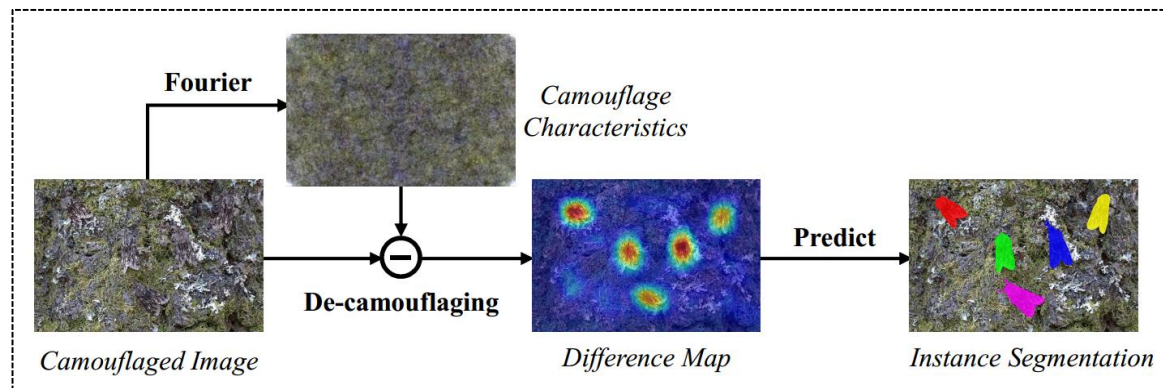 Fourier
Camouflage
Characteristics
De-camouflaging
Predict
Camouflaged Image
Difference Map
Instance Segmentation